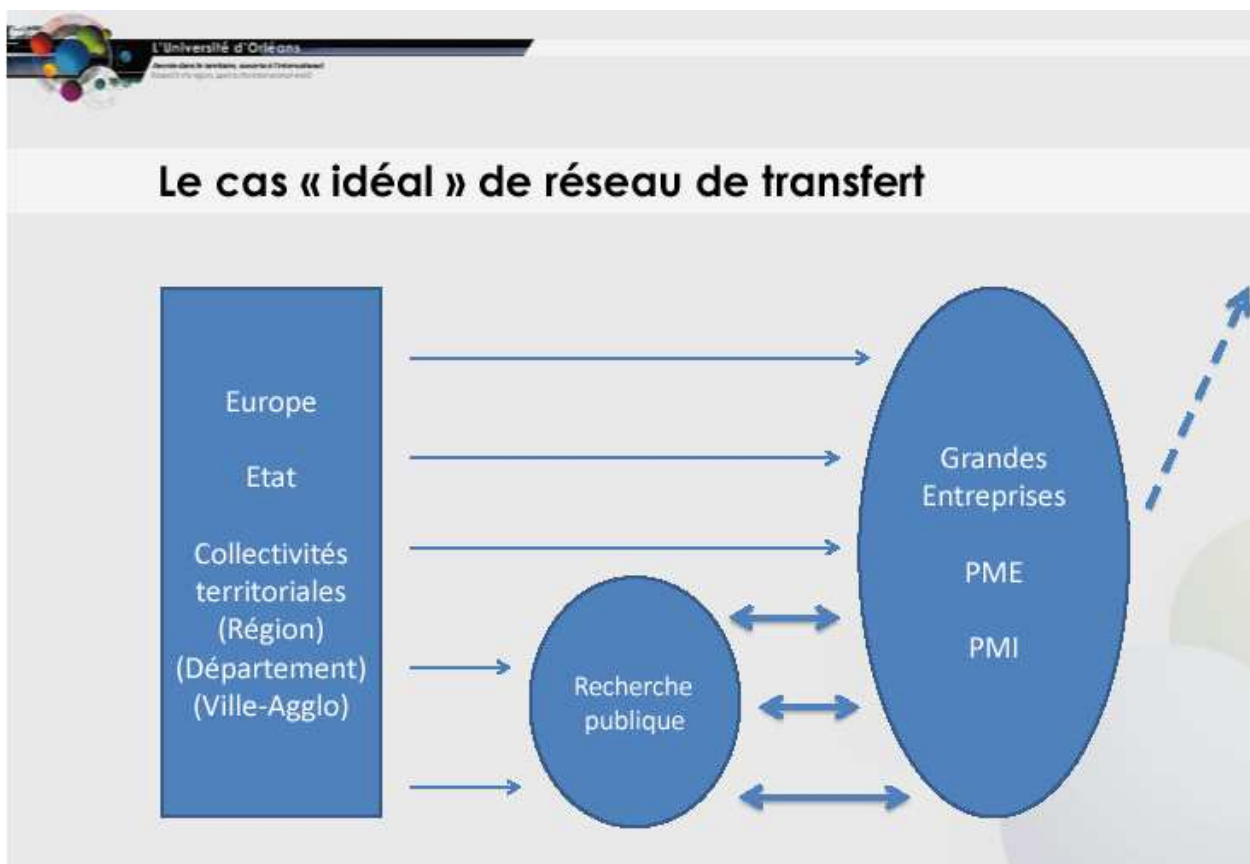 L'Université d'Orléans
Le cas « idéal » de réseau de transfert
Europe
Etat
Collectivités
territoriales
(Région)
(Département)
(Ville-Agglo)
Recherche
publique
Grandes
Entreprises
PME
PMI